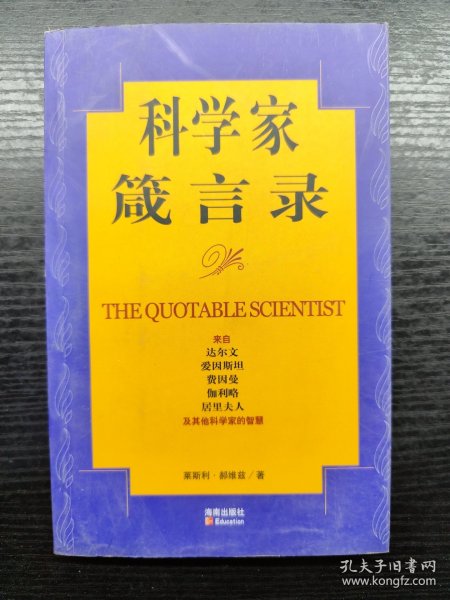 科学家
箴言录
THE QUOTABLE SCIENTIST
来自
达尔文
爱因斯坦
费因曼
伽利略
居里夫人
及其他科学家的智慧
莱斯利·郝维兹／著
海南出版社
Education
孔夫子旧书网
www.kongfz.com